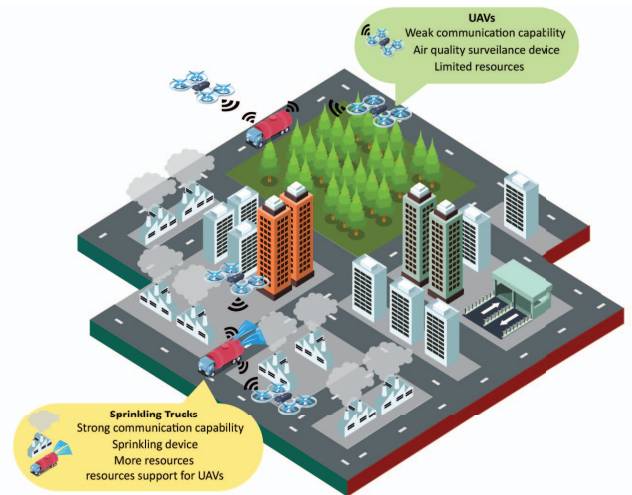 UAVs
Weak communication capability
Air quality surveilance device
Limited resources
Sprinkling Trucks
Strong communication capability
Sprinkling device
More resources
resources support for UAVs